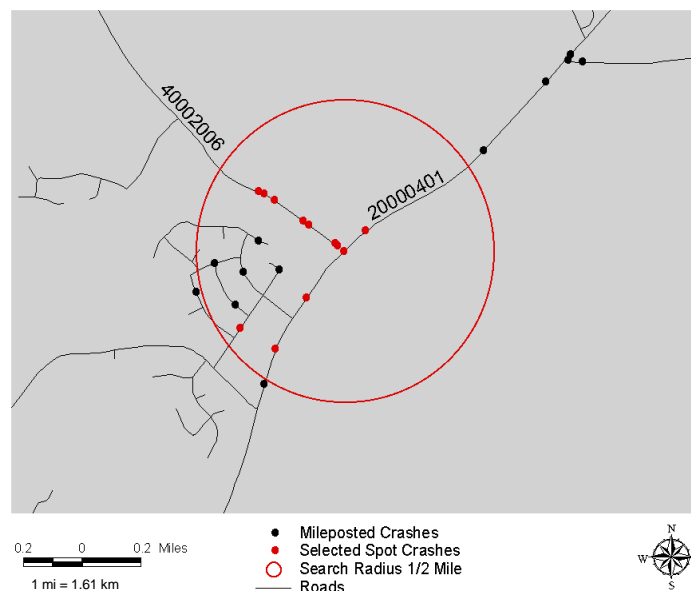 40002006
20000401
0.2 0 0.2 Miles
1 mi = 1.61 km
Mileposted Crashes
Selected Spot Crashes
Search Radius 1/2 Mile
Roads
N
W E
S